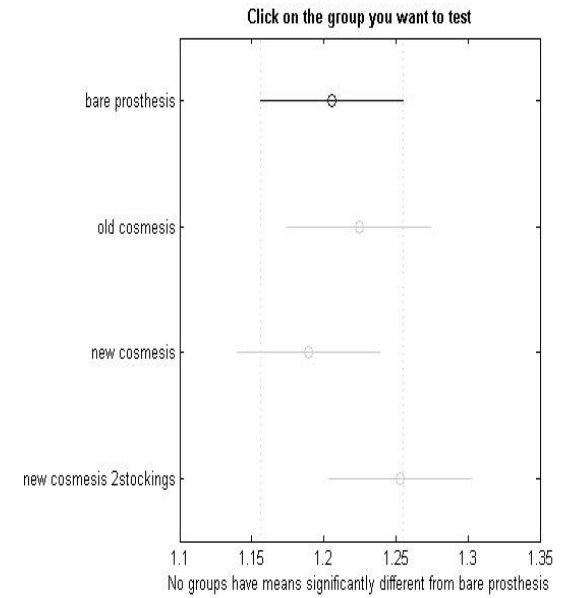 Click on the group you want to test
bare prosthesis
old cosmesis
new cosmesis
new cosmesis 2stockings
1.1 1.15 1.2 1.25 1.3 1.35
No groups have means significantly different from bare prosthesis